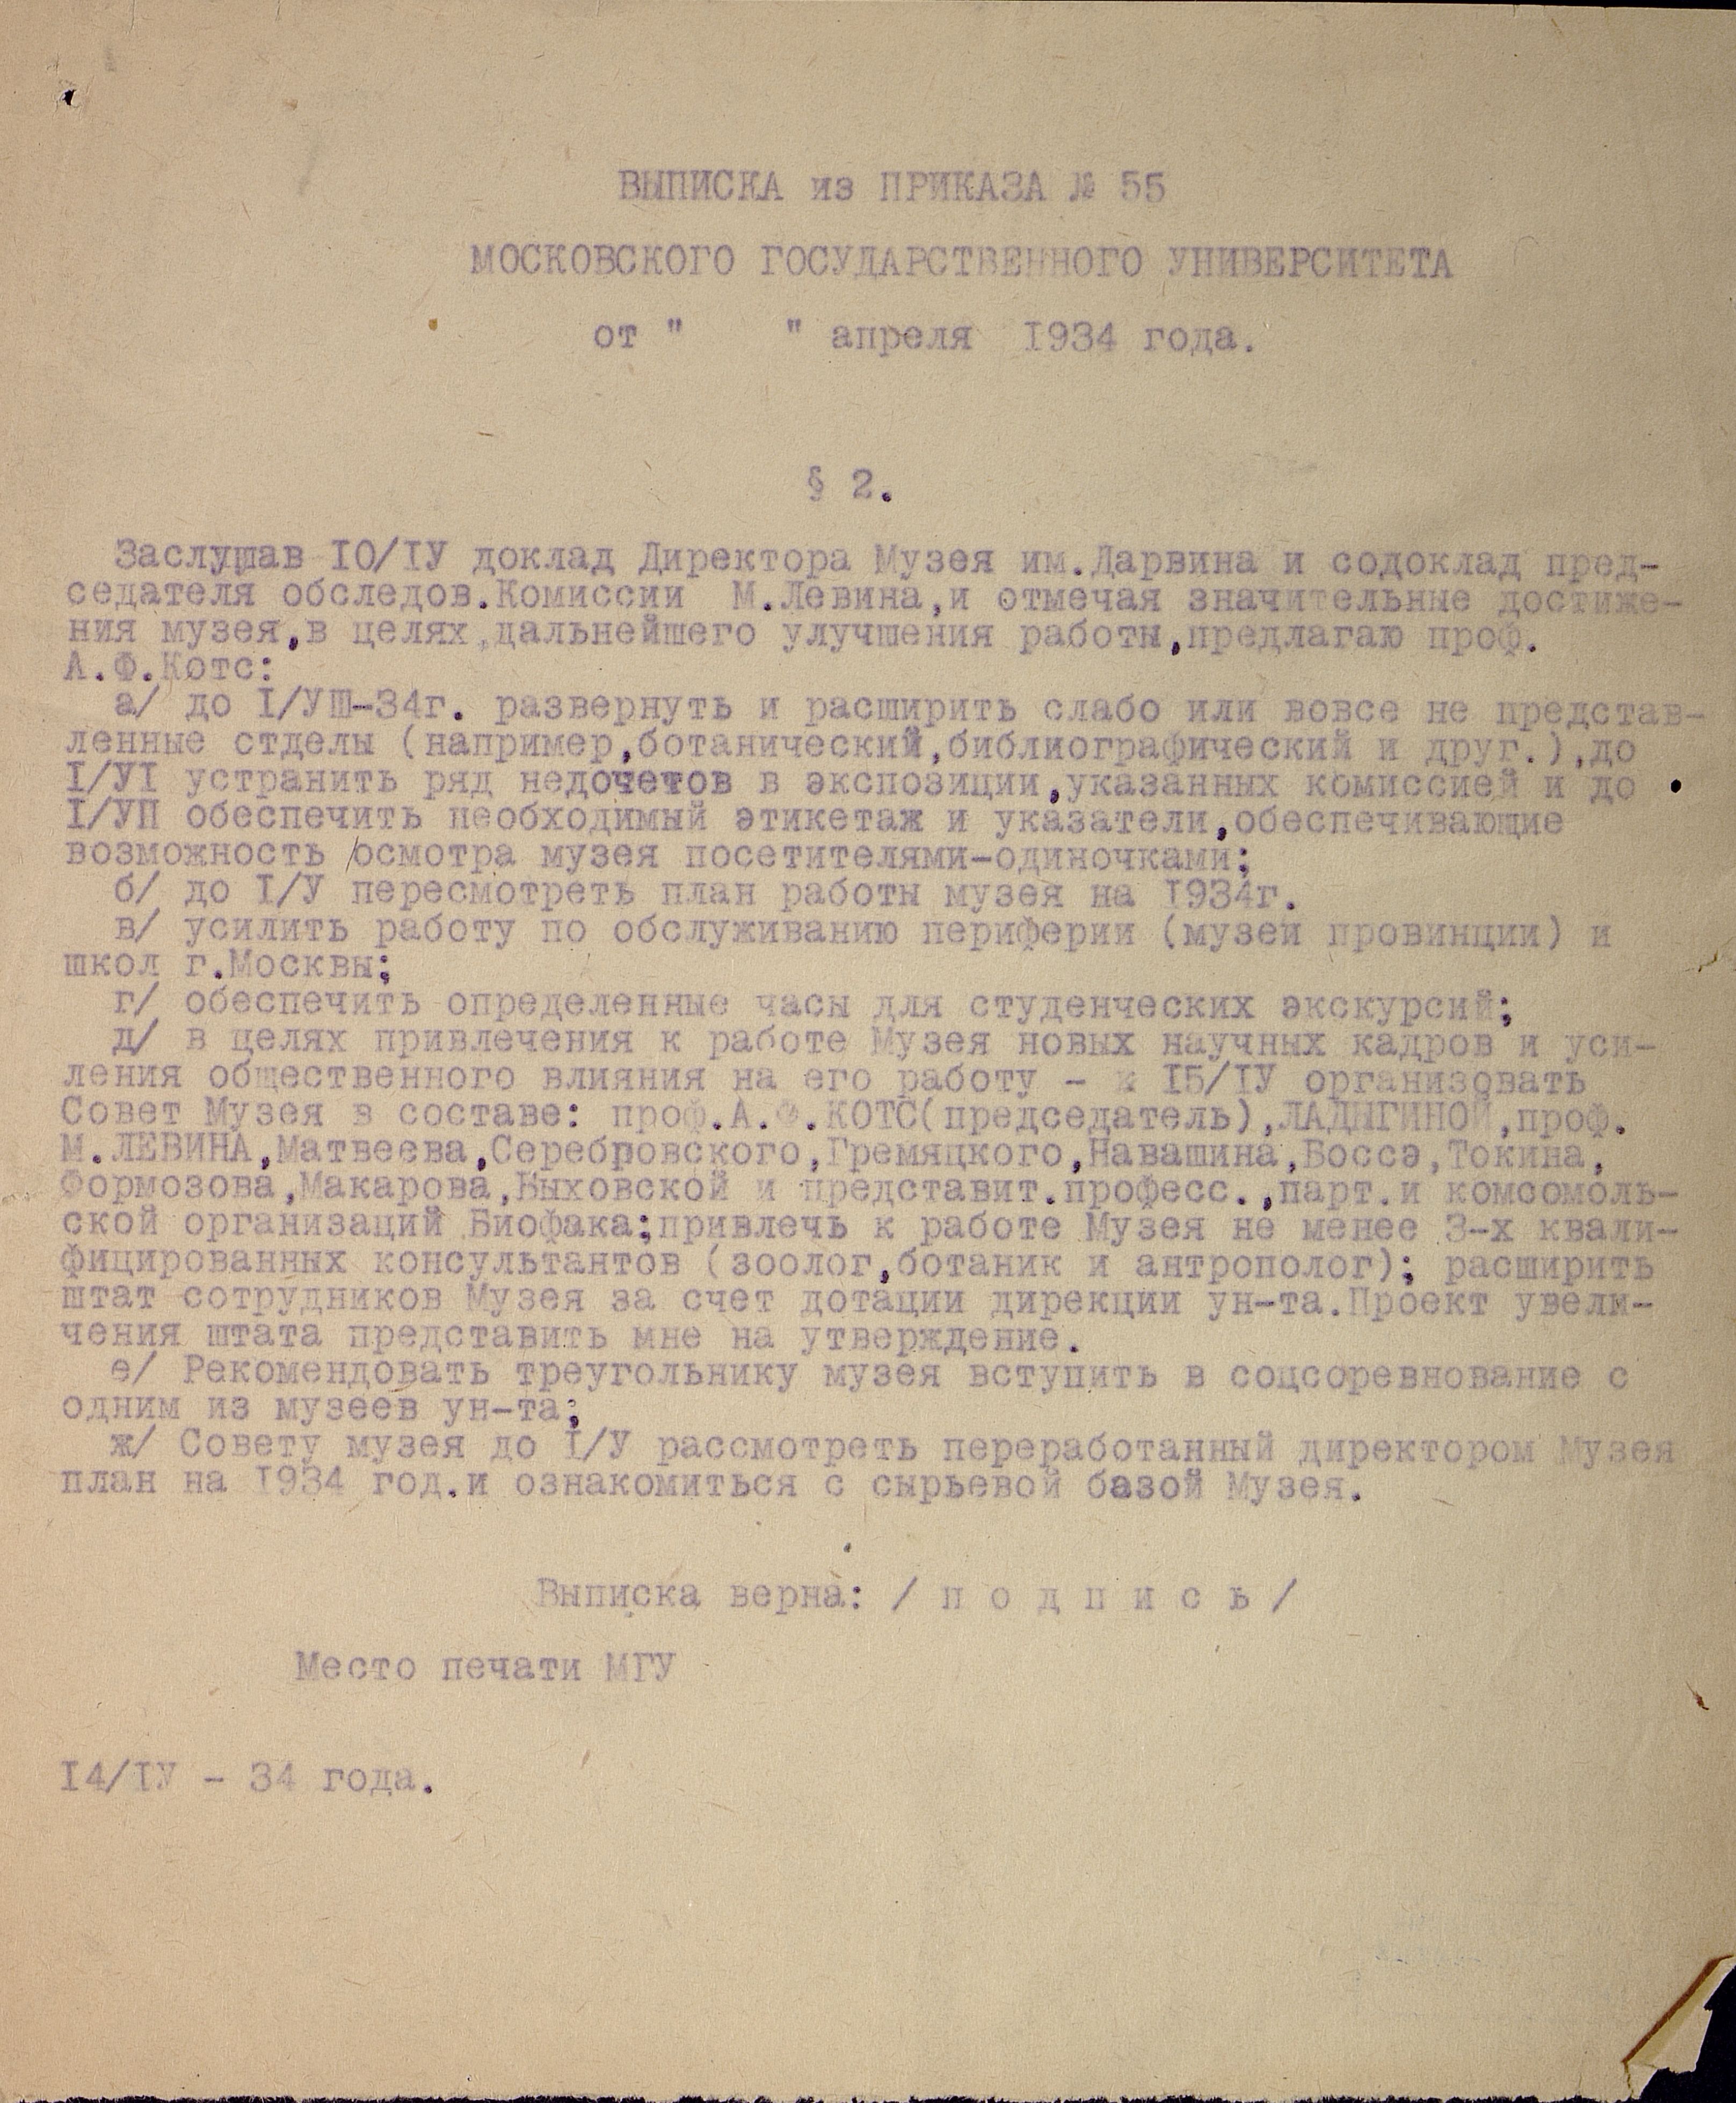 ВЫПИСКА из ПРИКАЗА № 55
МОСКОВСКОГО ГОСУДАРСТВЕННОГО УНИВЕРСИТЕТА
от " " апреля 1934 года.
§ 2.
Заслушав IO/IУ доклад Директора Музея им.Дарвина и содоклад пред-
седателя обследов.Комиссии М.Левина,и отмечая значительные достиже-
ния музея,в целях,дальнейшего улучшения работы,предлагаю проф.
А.Ф.Котс:
а/ до I/УШ-34г. развернуть и расширить слабо или вовсе не представ-
ленные отделы (например,ботанический,библиографический и друг.),до
I/УI устранить ряд недочетов в экспозиции,указанных комиссией и до
I/УП обеспечить необходимый этикетаж и указатели,обеспечивающие
возможность осмотра музея посетителями-одиночками;
б/ до I/У пересмотреть план работы музея на 1934г.
в/ усилить работу по обслуживанию периферии (музеи провинции) и
школ г.Москвы;
г/ обеспечить определенные часы для студенческих экскурсий;
д/ в целях привлечения к работе Музея новых научных кадров и уси-
ления общественного влияния на его работу - к I5/IУ организовать
Совет Музея в составе: проф.А.Ф.КОТС(председатель),ЛАДЫГИНОЙ,проф.
М.ЛЕВИНА,Матвеева,Серебровского,Гремяцкого,Навашина,Боссэ,Токина,
Формозова,Макарова,Быховской и представит.професс.,парт.и комсомоль-
ской организаций Биофака;привлечь к работе Музея не менее 3-х квали-
фицированных консультантов (зоолог,ботаник и антрополог); расширить
штат сотрудников Музея за счет дотации дирекции ун-та.Проект увели-
чения штата представить мне на утверждение.
е/ Рекомендовать треугольнику музея вступить в соцсоревнование с
одним из музеев ун-та;
ж/ Совету музея до I/У рассмотреть переработанный директором Музея
план на 1934 год.и ознакомиться с сырьевой базой Музея.
Выписка верна: / п о д п и с ь /
Место печати МГУ
I4/IУ - 34 года.